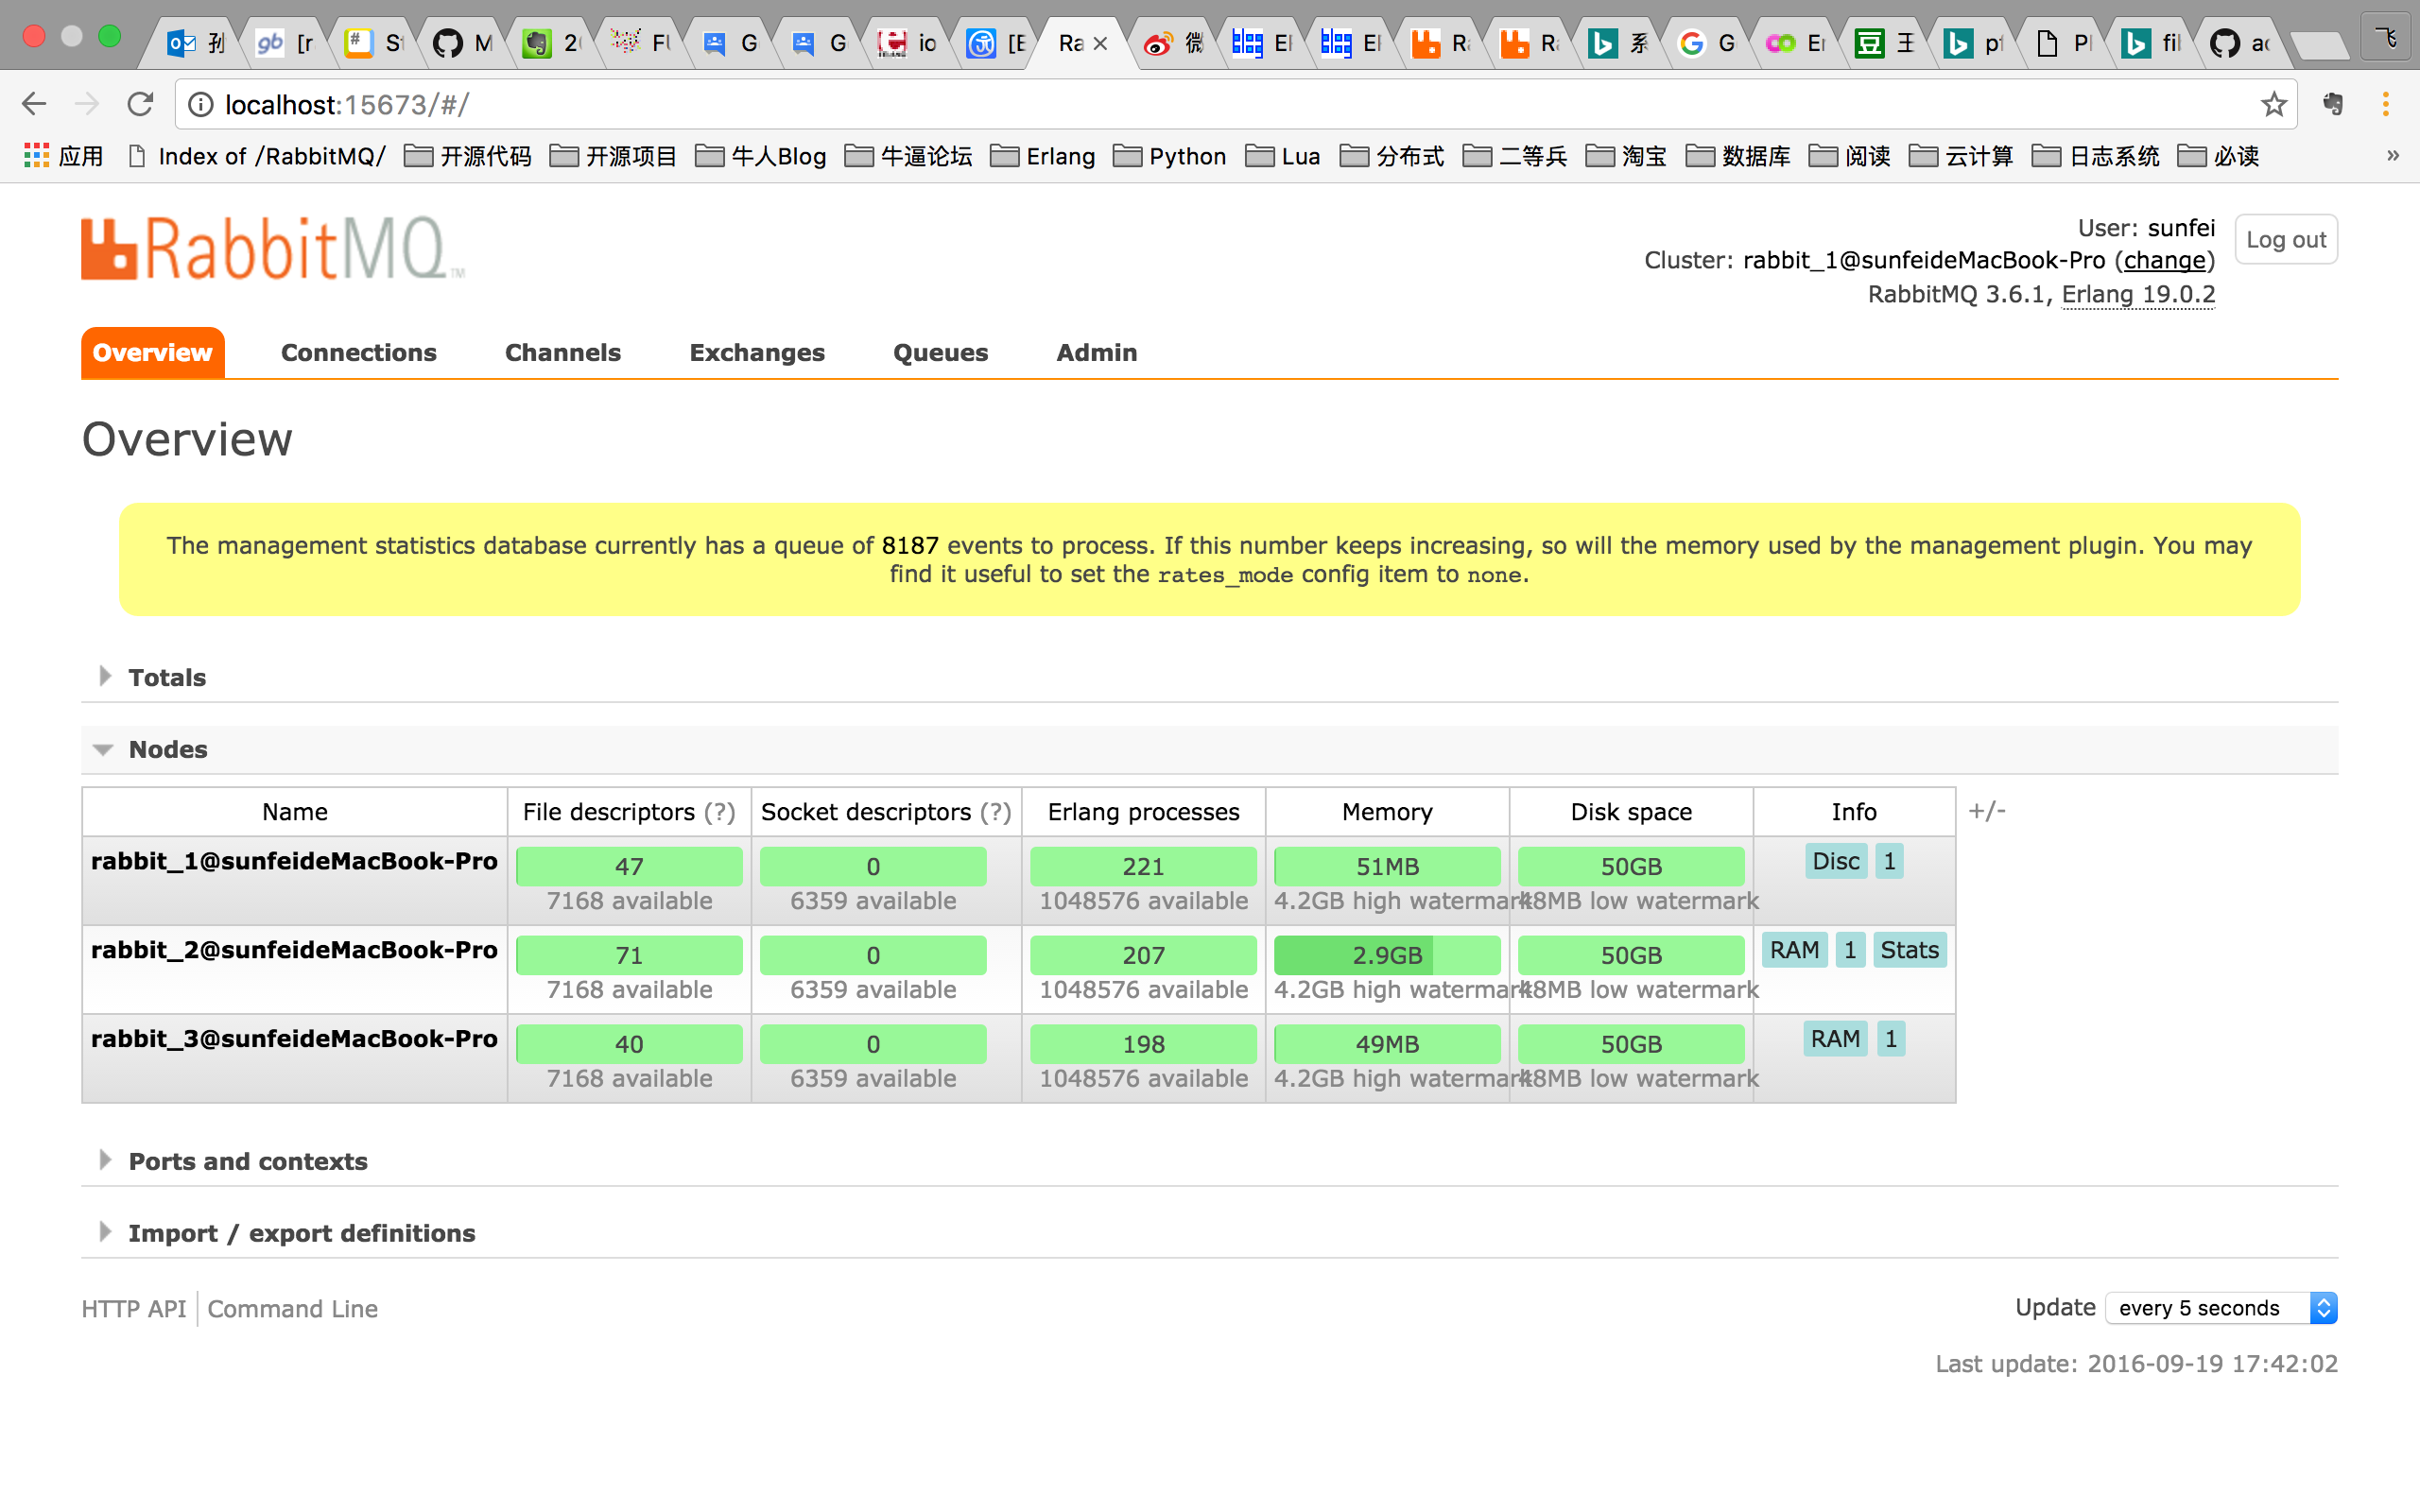 孙 [r S M 2 FU G G io [E Ra 微 El El R R 系 G Er 王 pt Pl fil ac 飞
localhost:15673/#/
应用 Index of /RabbitMQ/ 开源代码 开源项目 牛人Blog 牛逼论坛 Erlang Python Lua 分布式 二等兵 淘宝 数据库 阅读 云计算 日志系统 必读 »
RabbitMQ™
User: sunfei
Log out
Cluster: rabbit_1@sunfeideMacBook-Pro (change)
RabbitMQ 3.6.1, Erlang 19.0.2
Overview Connections Channels Exchanges Queues Admin
Overview
The management statistics database currently has a queue of 8187 events to process. If this number keeps increasing, so will the memory used by the management plugin. You may
find it useful to set the rates_mode config item to none.
Totals
Nodes
Name File descriptors (?) Socket descriptors (?) Erlang processes Memory Disk space Info +/-
rabbit_1@sunfeideMacBook-Pro 47 0 221 51MB 50GB Disc 1
7168 available 6359 available 1048576 available 4.2GB high watermark 48MB low watermark
rabbit_2@sunfeideMacBook-Pro 71 0 207 2.9GB 50GB RAM 1 Stats
7168 available 6359 available 1048576 available 4.2GB high watermark 48MB low watermark
rabbit_3@sunfeideMacBook-Pro 40 0 198 49MB 50GB RAM 1
7168 available 6359 available 1048576 available 4.2GB high watermark 48MB low watermark
Ports and contexts
Import / export definitions
HTTP API Command Line
Update every 5 seconds
Last update: 2016-09-19 17:42:02